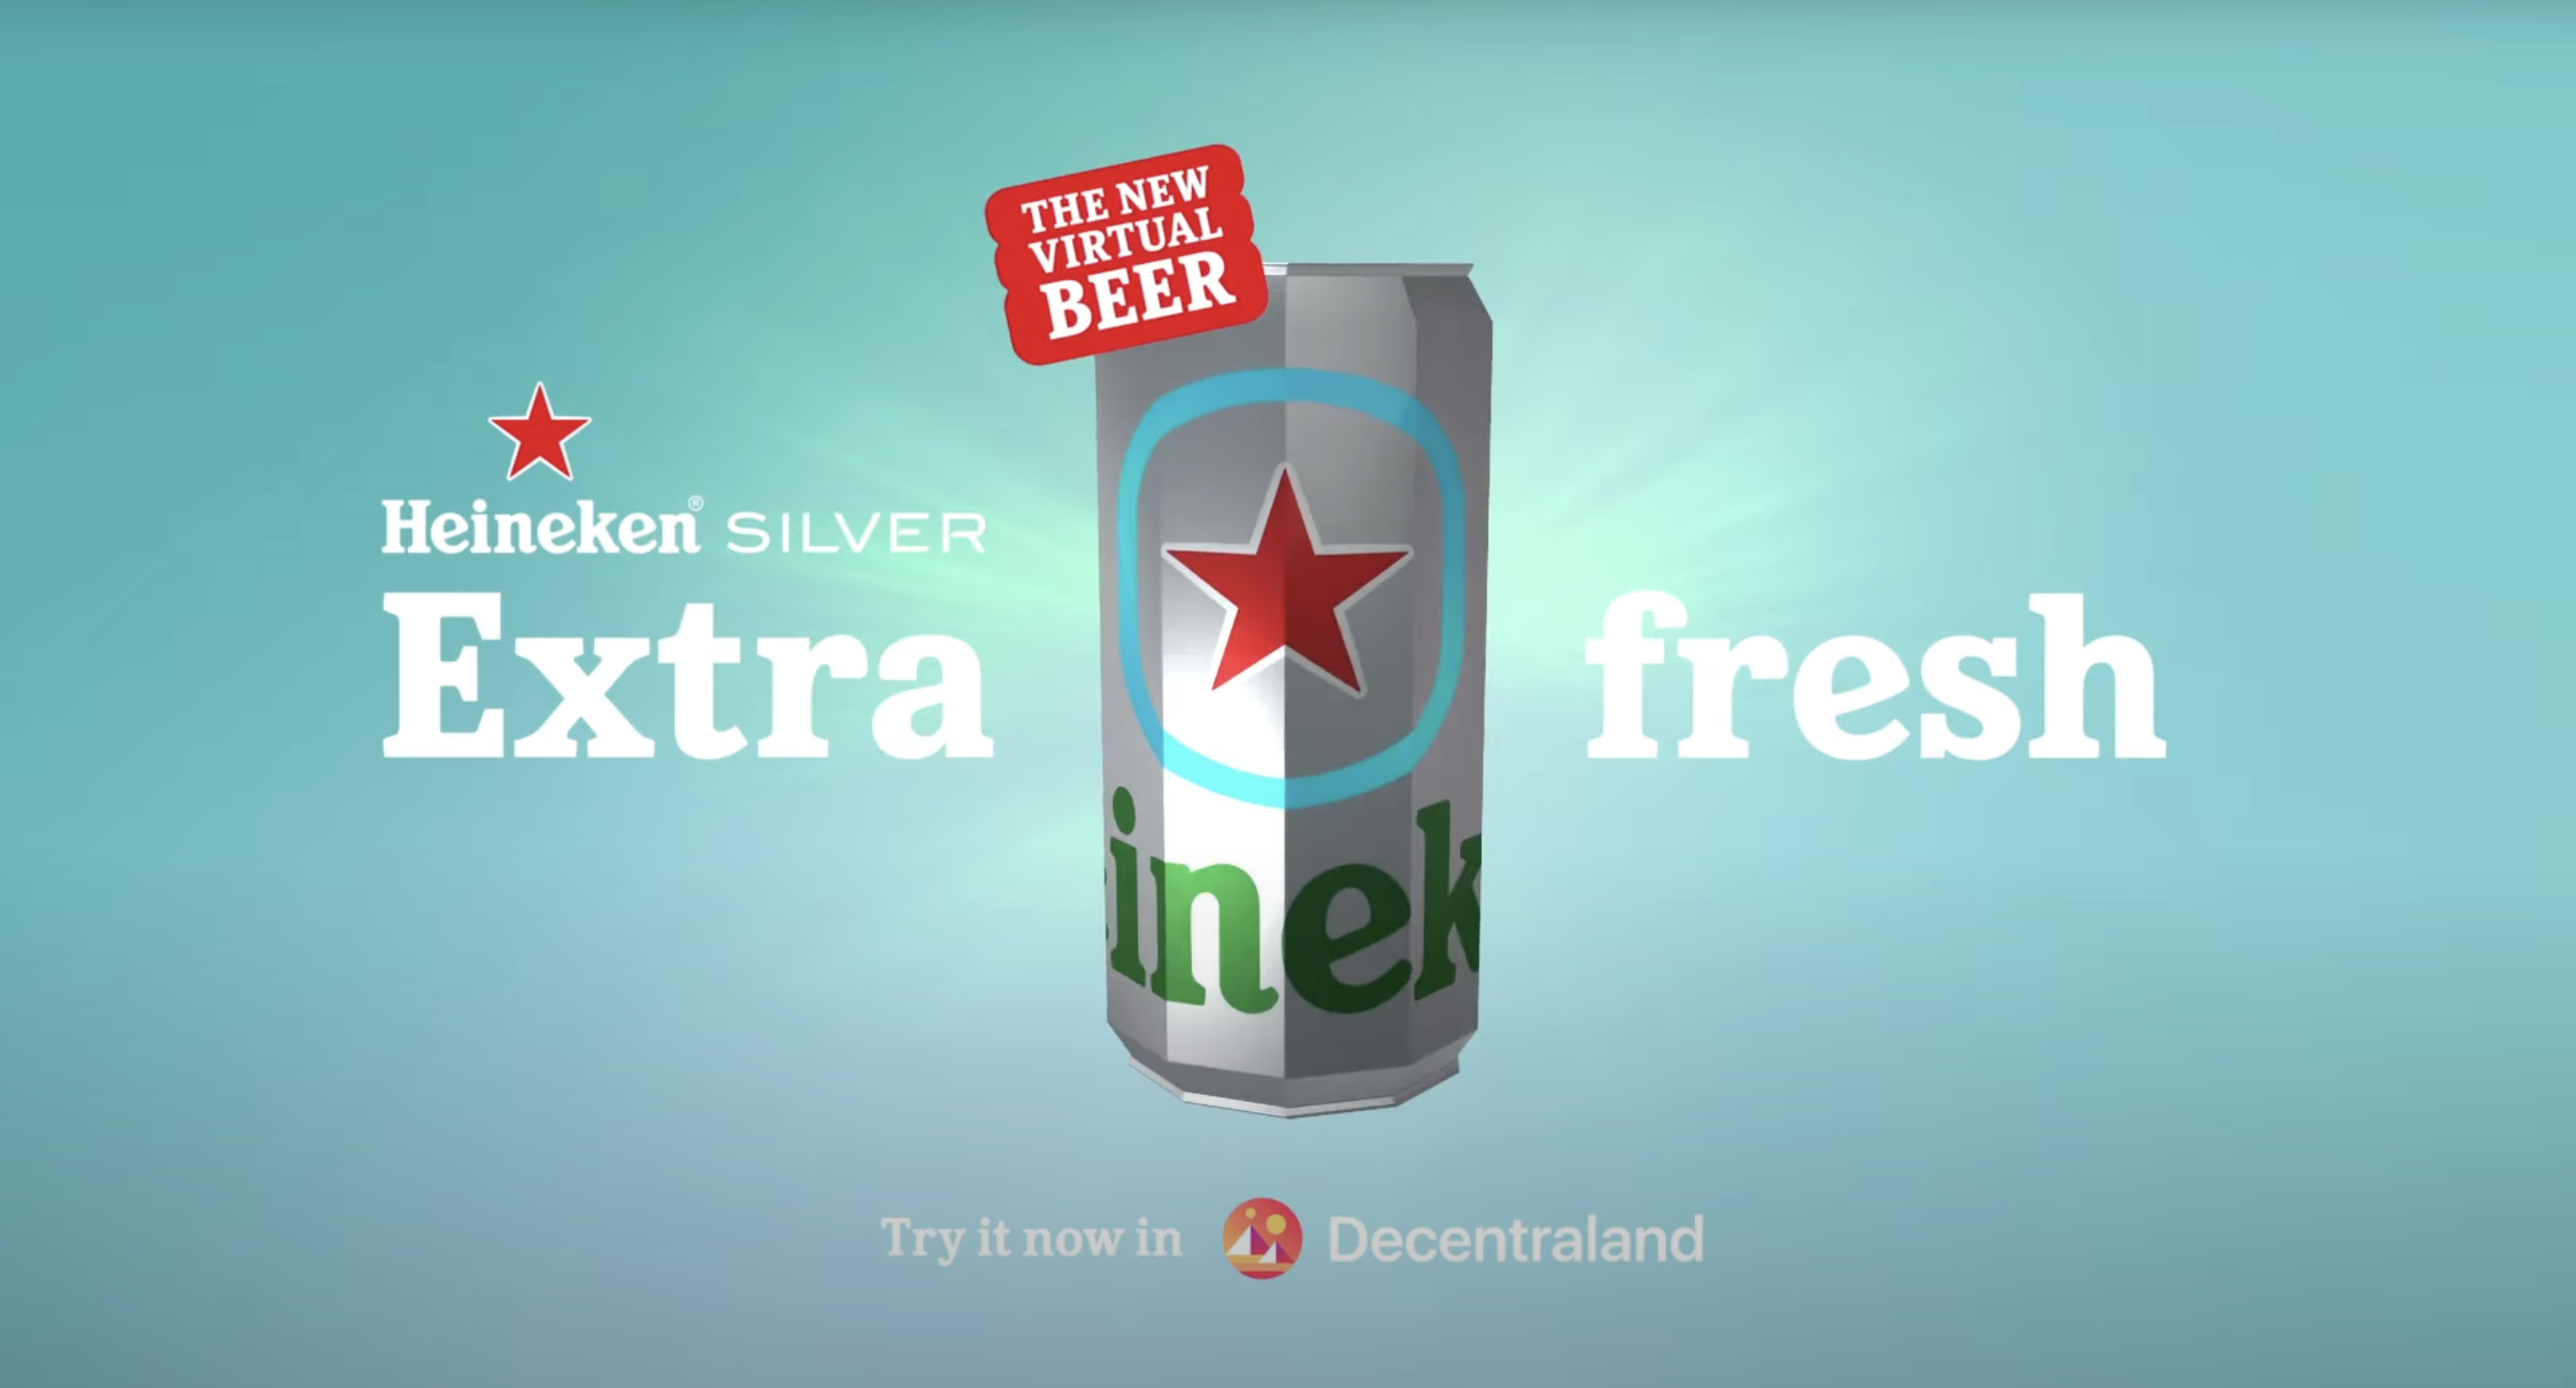 THE NEW
VIRTUAL
BEER
Heineken® SILVER
Extra fresh
inek
Try it now in Decentraland